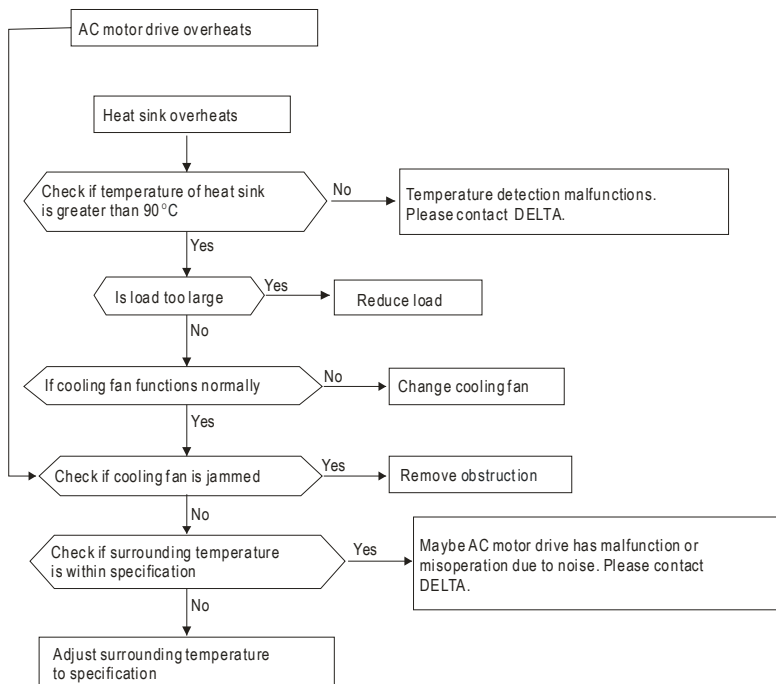 AC motor drive overheats
Heat sink overheats
Check if temperature of heat sink
is greater than 90°C
No
Temperature detection malfunctions.
Please contact DELTA.
Yes
Is load too large
Yes
Reduce load
No
If cooling fan functions normally
No
Change cooling fan
Yes
Check if cooling fan is jammed
Yes
Remove obstruction
No
Check if surrounding temperature
is within specification
Yes
Maybe AC motor drive has malfunction or
misoperation due to noise. Please contact
DELTA.
No
Adjust surrounding temperature
to specification